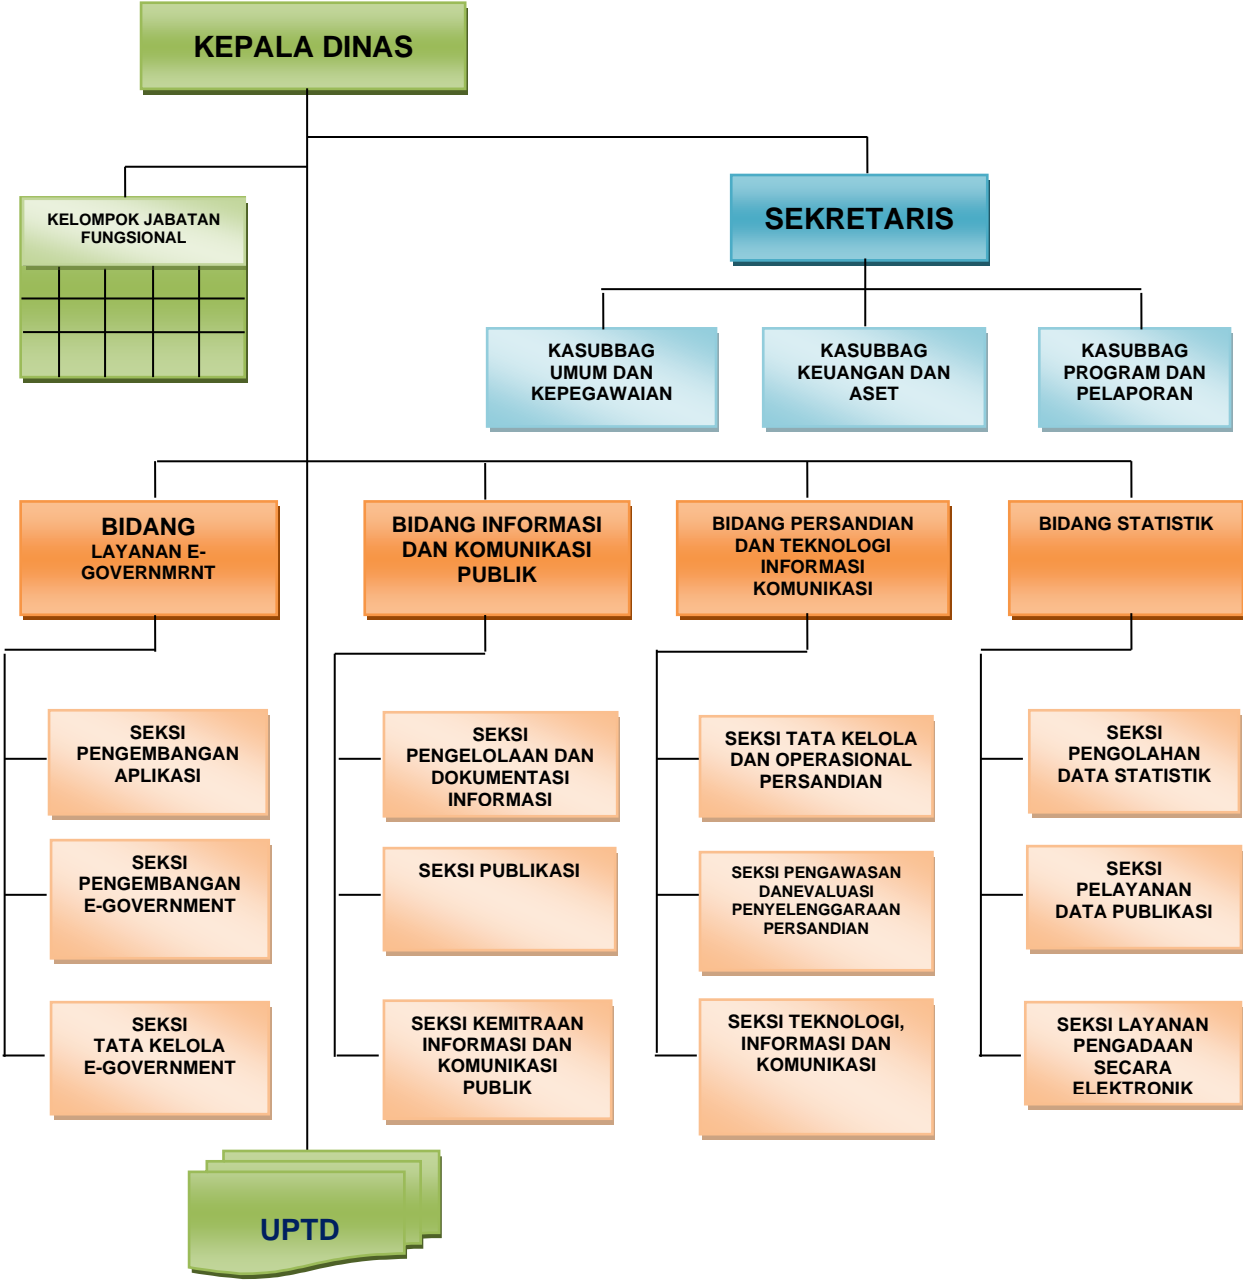 KEPALA DINAS
KELOMPOK JABATAN
FUNGSIONAL
SEKRETARIS
KASUBBAG
UMUM DAN
KEPEGAWAIAN
KASUBBAG
KEUANGAN DAN
ASET
KASUBBAG
PROGRAM DAN
PELAPORAN
BIDANG
LAYANAN E-
GOVERNMRNT
BIDANG INFORMASI
DAN KOMUNIKASI
PUBLIK
BIDANG PERSANDIAN
DAN TEKNOLOGI
INFORMASI
KOMUNIKASI
BIDANG STATISTIK
SEKSI
PENGEMBANGAN
APLIKASI
SEKSI
PENGELOLAAN DAN
DOKUMENTASI
INFORMASI
SEKSI TATA KELOLA
DAN OPERASIONAL
PERSANDIAN
SEKSI
PENGOLAHAN
DATA STATISTIK
SEKSI
PENGEMBANGAN
E-GOVERNMENT
SEKSI PUBLIKASI
SEKSI PENGAWASAN
DANEVALUASI
PENYELENGGARAAN
PERSANDIAN
SEKSI
PELAYANAN
DATA PUBLIKASI
SEKSI
TATA KELOLA
E-GOVERNMENT
SEKSI KEMITRAAN
INFORMASI DAN
KOMUNIKASI
PUBLIK
SEKSI TEKNOLOGI,
INFORMASI DAN
KOMUNIKASI
SEKSI LAYANAN
PENGADAAN
SECARA
ELEKTRONIK
UPTD